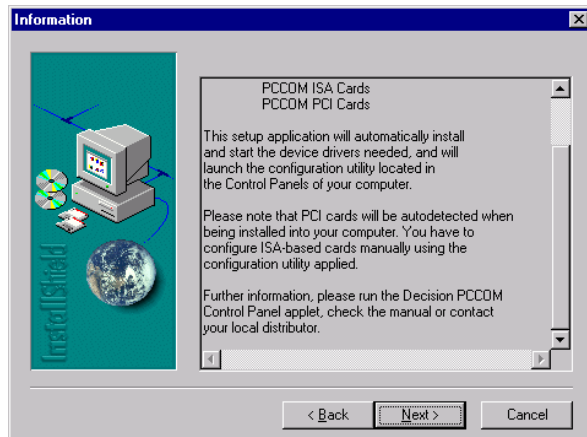 Information
PCCOM ISA Cards
PCCOM PCI Cards
This setup application will automatically install
and start the device drivers needed, and will
launch the configuration utility located in
the Control Panels of your computer.
Please note that PCI cards will be autodetected when
being installed into your computer. You have to
configure ISA-based cards manually using the
configuration utility applied.
Further information, please run the Decision PCCOM
Control Panel applet, check the manual or contact
your local distributor.
InstallShield
< Back Next > Cancel